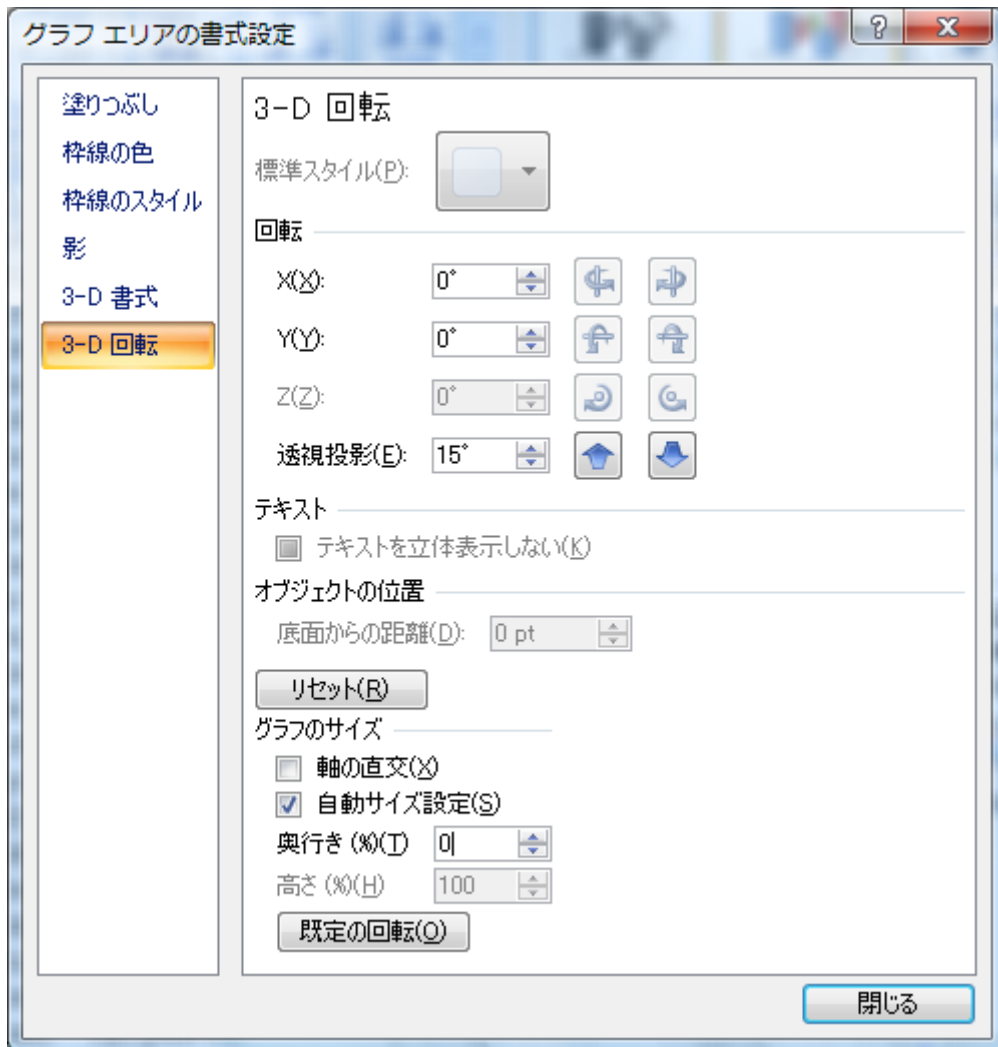 グラフ エリアの書式設定
塗りつぶし
枠線の色
枠線のスタイル
影
3-D 書式
3-D 回転
3-D 回転
標準スタイル(P):
回転
X(X): 0°
Y(Y): 0°
Z(Z): 0°
透視投影(E): 15°
テキスト
テキストを立体表示しない(K)
オブジェクトの位置
底面からの距離(D): 0 pt
リセット(R)
グラフのサイズ
軸の直交(X)
自動サイズ設定(S)
奥行き (%)(T) 0
高さ (%)(H) 100
既定の回転(O)
閉じる